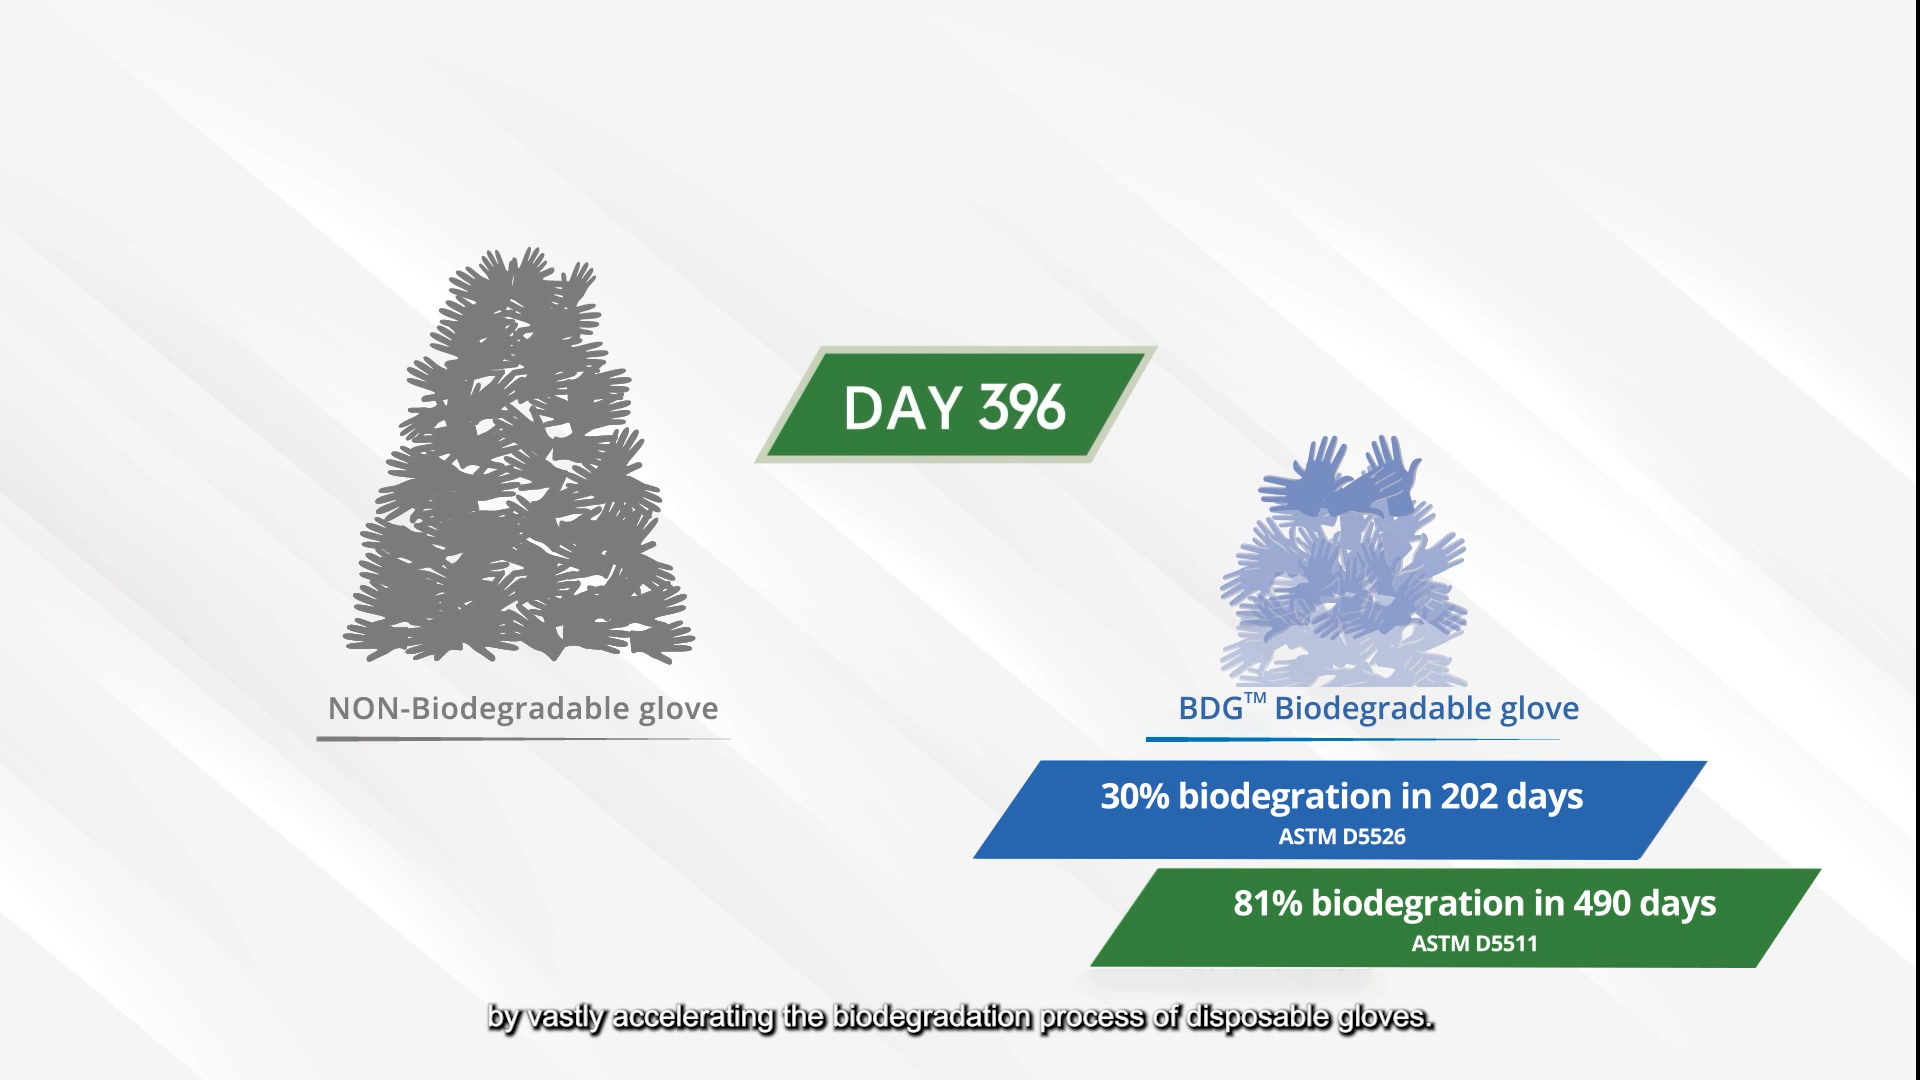 DAY 396
NON-Biodegradable glove
BDG™ Biodegradable glove
30% biodegration in 202 days
ASTM D5526
81% biodegration in 490 days
ASTM D5511
by vastly accelerating the biodegradation process of disposable gloves.